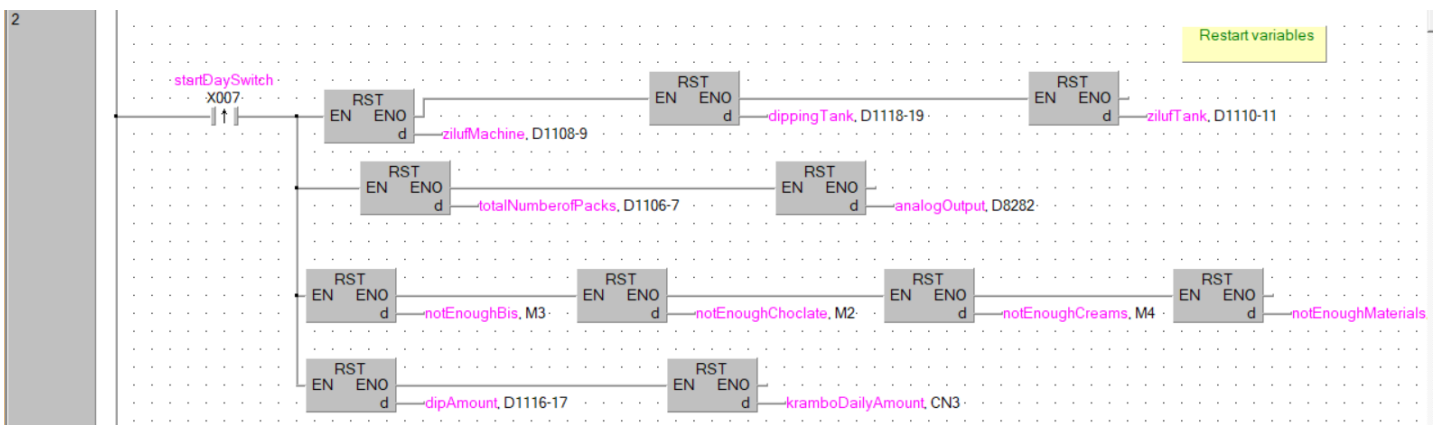 2
Restart variables
startDaySwitch
X007
RST RST RST
EN ENO EN ENO EN ENO
d zilufMachine, D1108-9 d dippingTank, D1118-19 d zilufTank, D1110-11
RST RST
EN ENO EN ENO
d totalNumberofPacks, D1106-7 d analogOutput, D8282
RST RST RST RST
EN ENO EN ENO EN ENO EN ENO
d notEnoughBis, M3 d notEnoughChoclate, M2 d notEnoughCreams, M4 d notEnoughMaterials
RST RST
EN ENO EN ENO
d dipAmount, D1116-17 d kramboDailyAmount, CN3